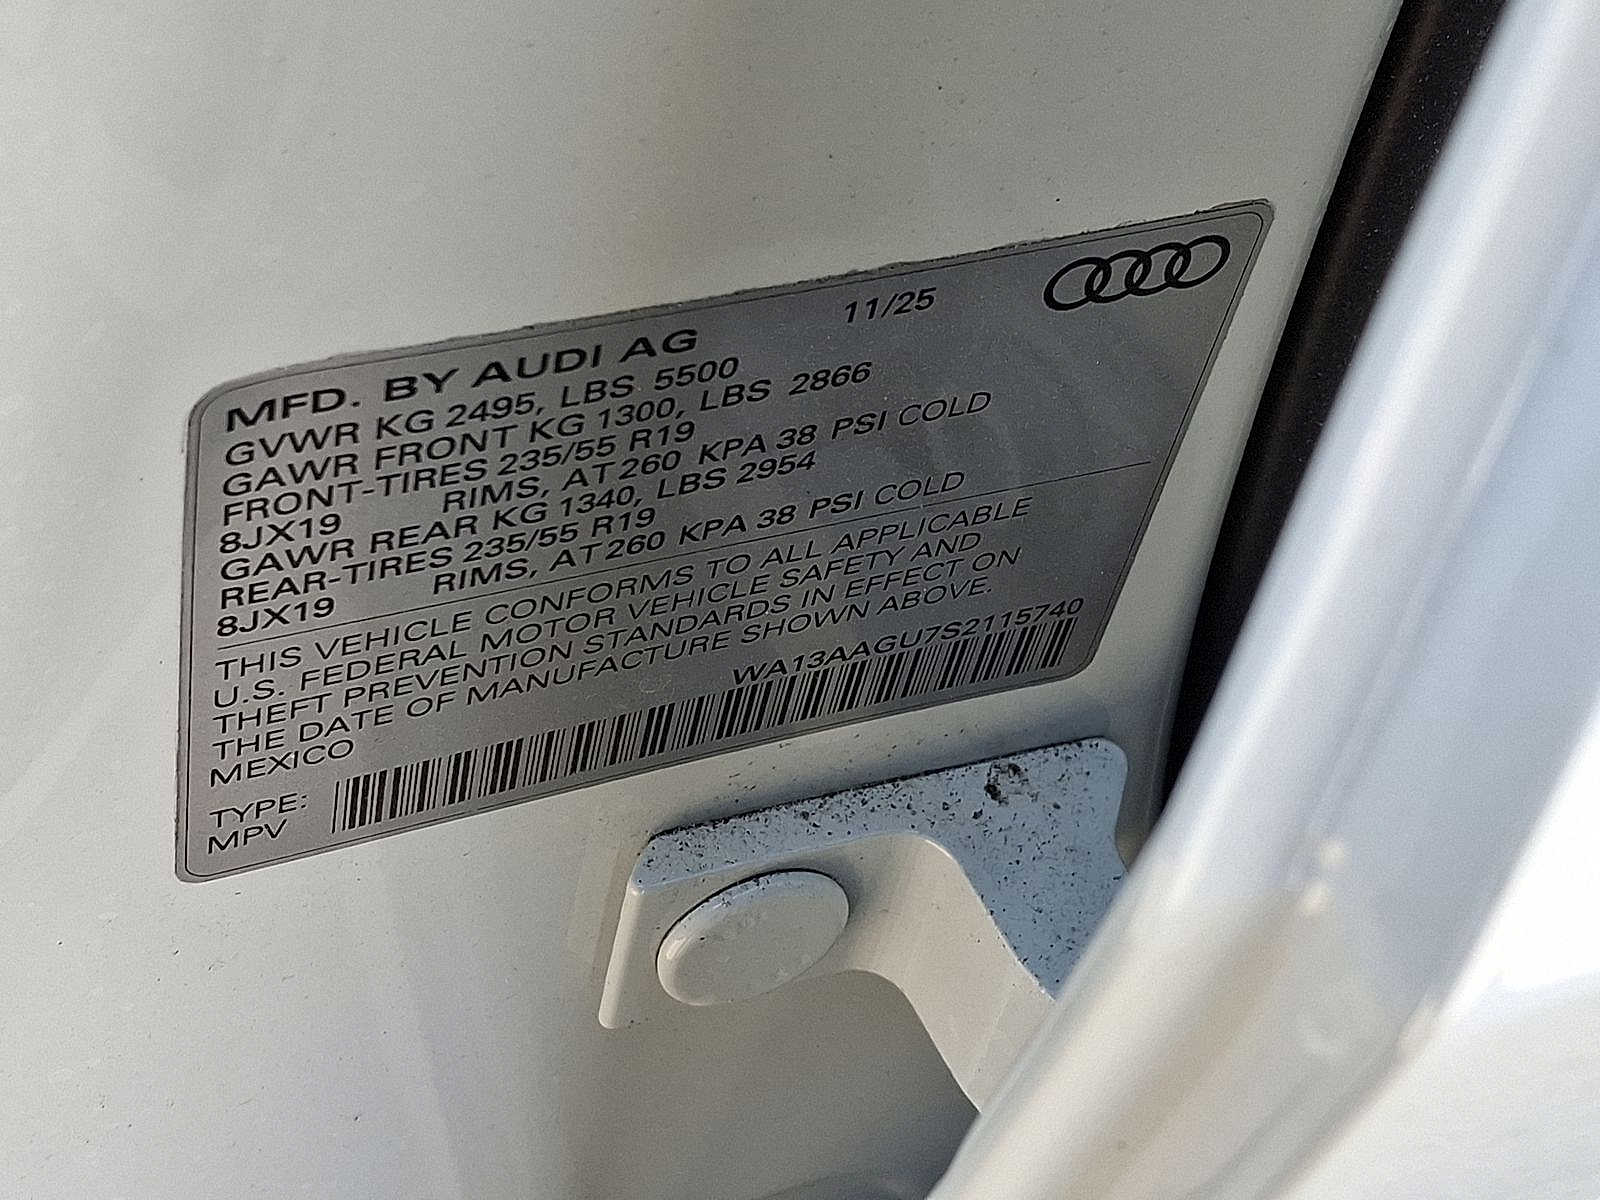 MFD. BY AUDI AG 11/25
GVWR KG 2495, LBS 5500
GAWR FRONT KG 1300, LBS 2866
FRONT-TIRES 235/55 R19
8JX19 RIMS, AT 260 KPA 38 PSI COLD
GAWR REAR KG 1340, LBS 2954
REAR-TIRES 235/55 R19
8JX19 RIMS, AT 260 KPA 38 PSI COLD
THIS VEHICLE CONFORMS TO ALL APPLICABLE
U.S. FEDERAL MOTOR VEHICLE SAFETY AND
THEFT PREVENTION STANDARDS IN EFFECT ON
THE DATE OF MANUFACTURE SHOWN ABOVE.
MEXICO WA13AAGU7S2115740
TYPE:
MPV